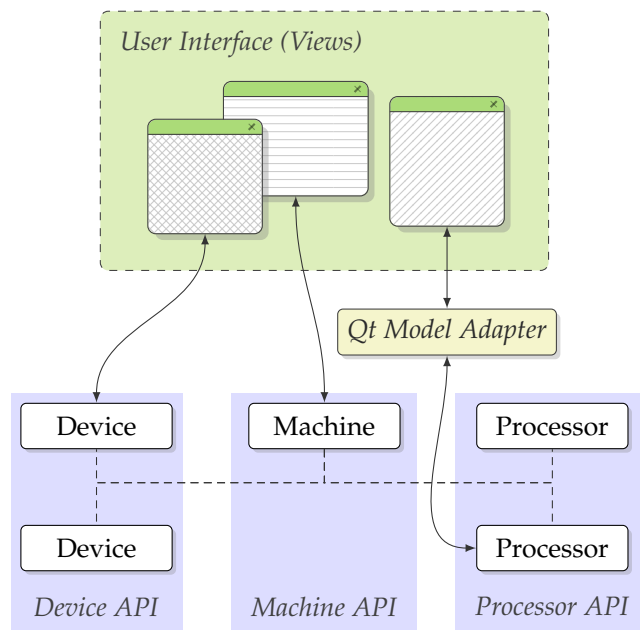 User Interface (Views)
Qt Model Adapter
Device
Machine
Processor
Device
Processor
Device API
Machine API
Processor API